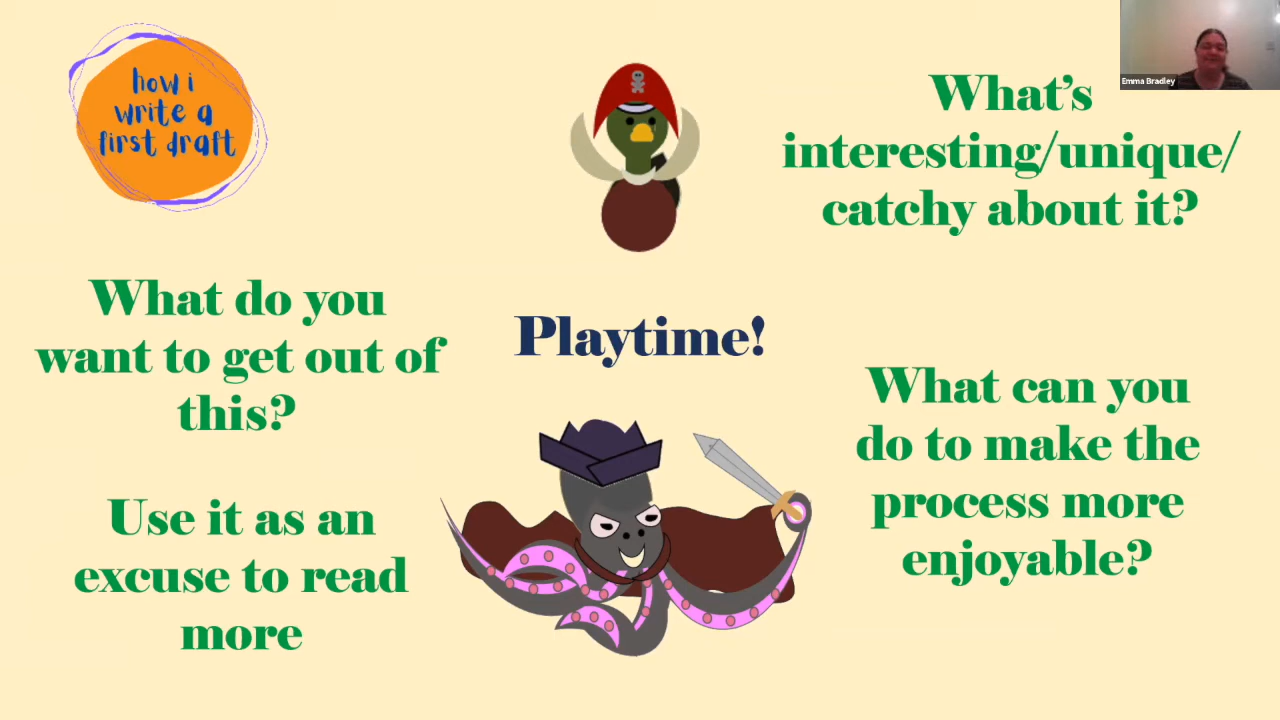 how i
write a
first draft
What's
interesting/unique/
catchy about it?
Emma Bradley
What do you
want to get out of
this?
Playtime!
What can you
do to make the
process more
enjoyable?
Use it as an
excuse to read
more